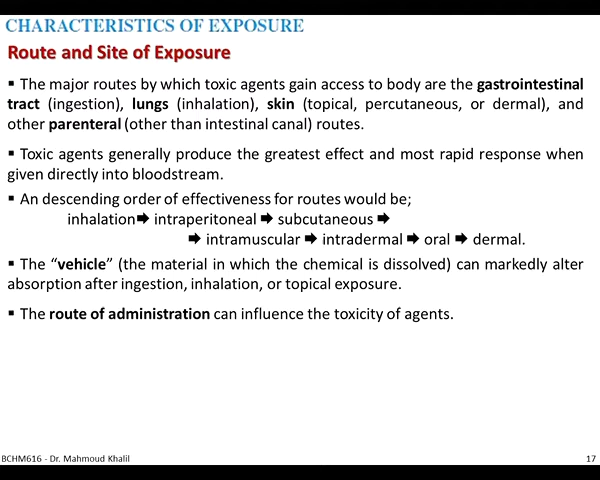 CHARACTERISTICS OF EXPOSURE
Route and Site of Exposure
▪ The major routes by which toxic agents gain access to body are the gastrointestinal
tract (ingestion), lungs (inhalation), skin (topical, percutaneous, or dermal), and
other parenteral (other than intestinal canal) routes.
▪ Toxic agents generally produce the greatest effect and most rapid response when
given directly into bloodstream.
▪ An descending order of effectiveness for routes would be;
inhalation🡺 intraperitoneal 🡺 subcutaneous 🡺
🡺 intramuscular 🡺 intradermal 🡺 oral 🡺 dermal.
▪ The “vehicle” (the material in which the chemical is dissolved) can markedly alter
absorption after ingestion, inhalation, or topical exposure.
▪ The route of administration can influence the toxicity of agents.
BCHM616 - Dr. Mahmoud Khalil
17